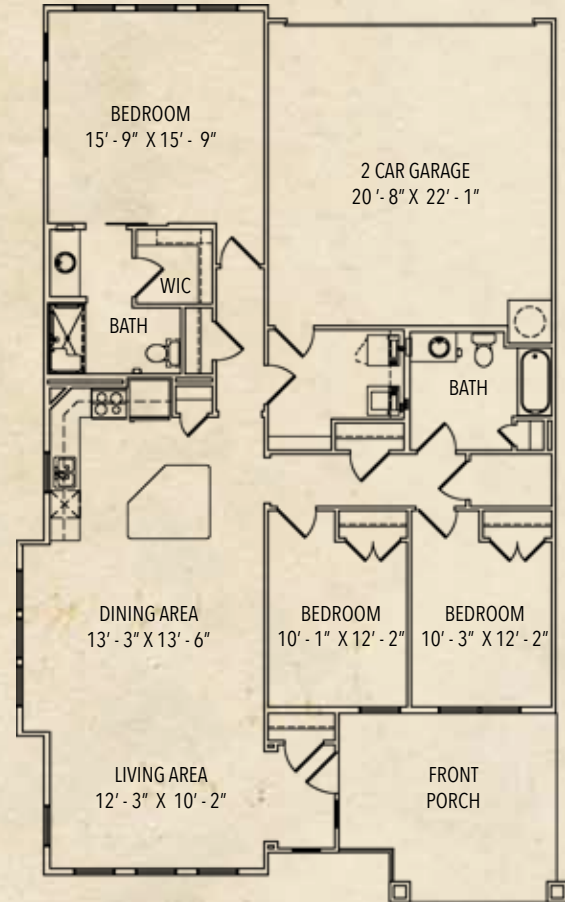 BEDROOM
15' - 9" X 15' - 9"
2 CAR GARAGE
20 '- 8" X 22' - 1"
WIC
BATH
BATH
DINING AREA
13' - 3" X 13' - 6"
BEDROOM
10' - 1" X 12' - 2"
BEDROOM
10' - 3" X 12' - 2"
LIVING AREA
12' - 3" X 10' - 2"
FRONT
PORCH